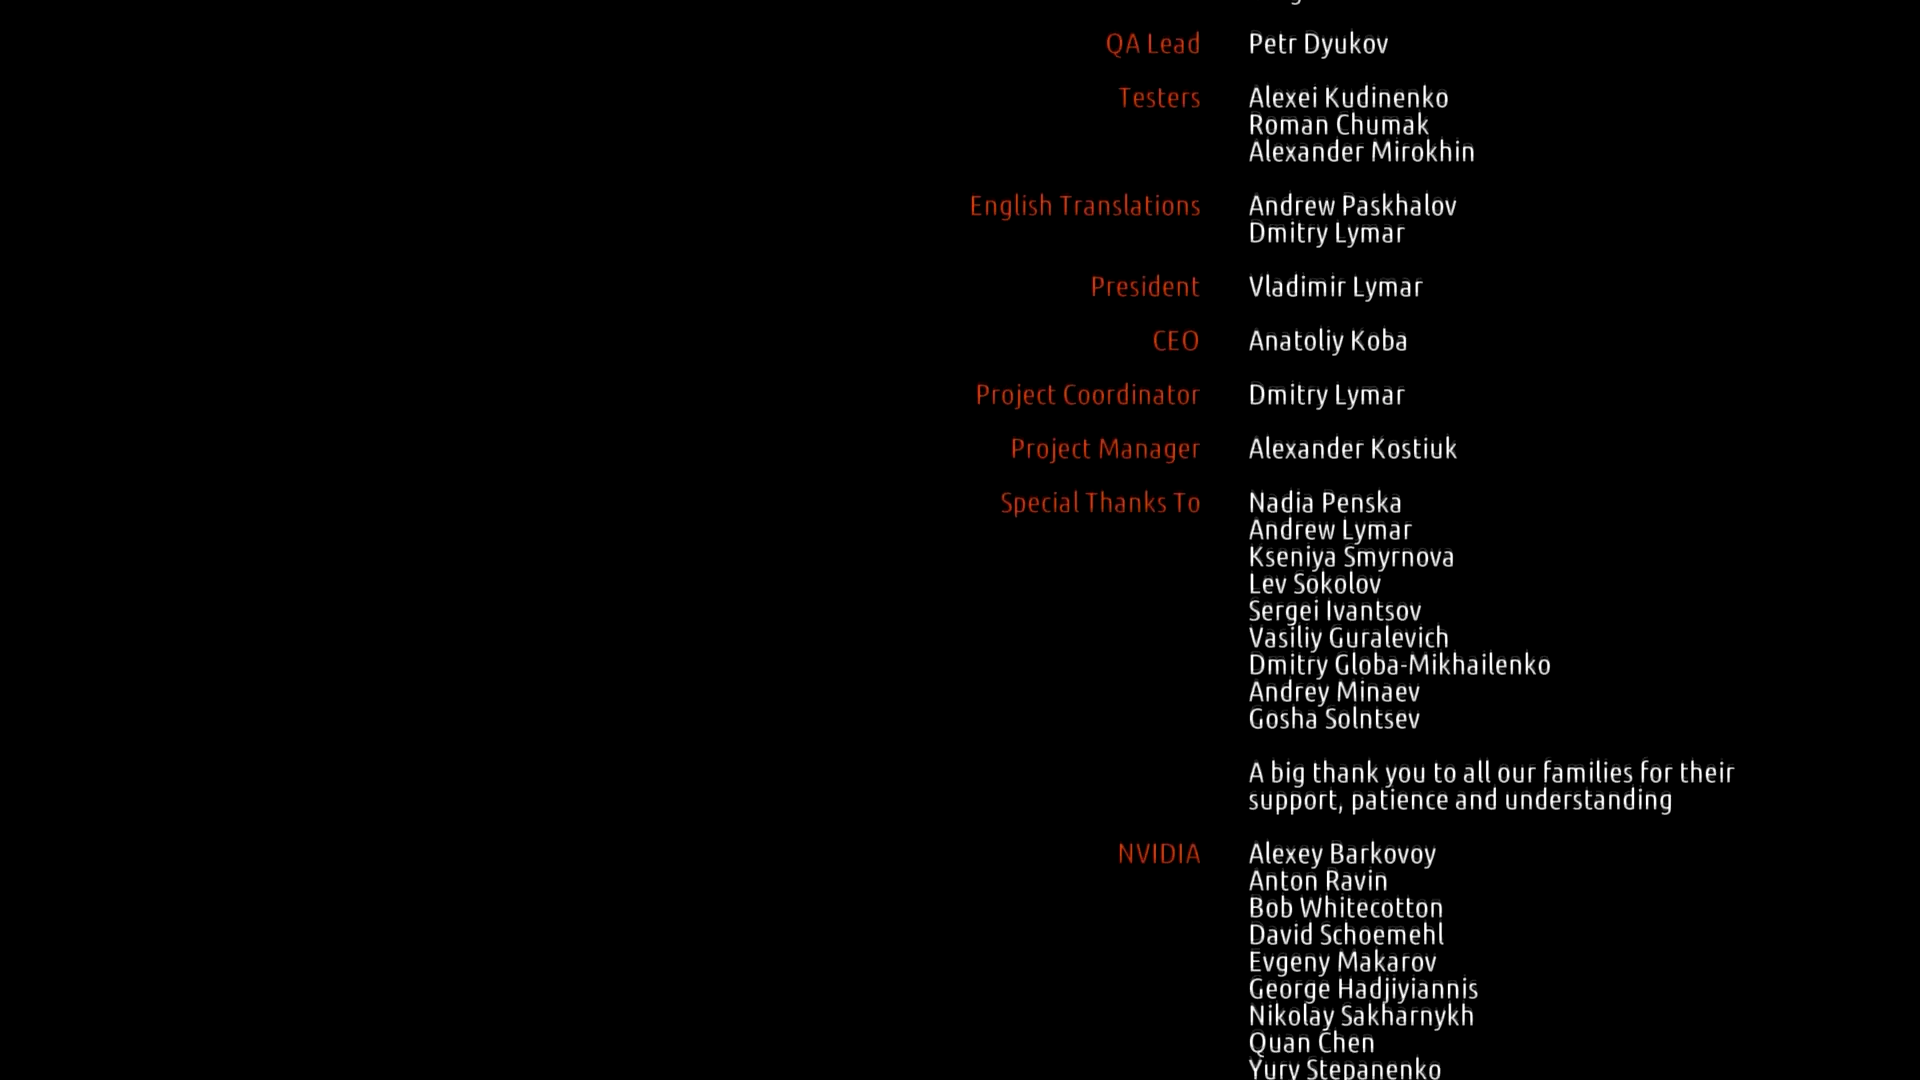 QA Lead Petr Dyukov
Testers Alexei Kudinenko
Roman Chumak
Alexander Mirokhin
English Translations Andrew Paskhalov
Dmitry Lymar
President Vladimir Lymar
CEO Anatoliy Koba
Project Coordinator Dmitry Lymar
Project Manager Alexander Kostiuk
Special Thanks To Nadia Penska
Andrew Lymar
Kseniya Smyrnova
Lev Sokolov
Sergei Ivantsov
Vasiliy Guralevich
Dmitry Globa-Mikhailenko
Andrey Minaev
Gosha Solntsev
A big thank you to all our families for their
support, patience and understanding
NVIDIA Alexey Barkovoy
Anton Ravin
Bob Whitecotton
David Schoemehl
Evgeny Makarov
George Hadjiyiannis
Nikolay Sakharnykh
Quan Chen
Yury Stepanenko